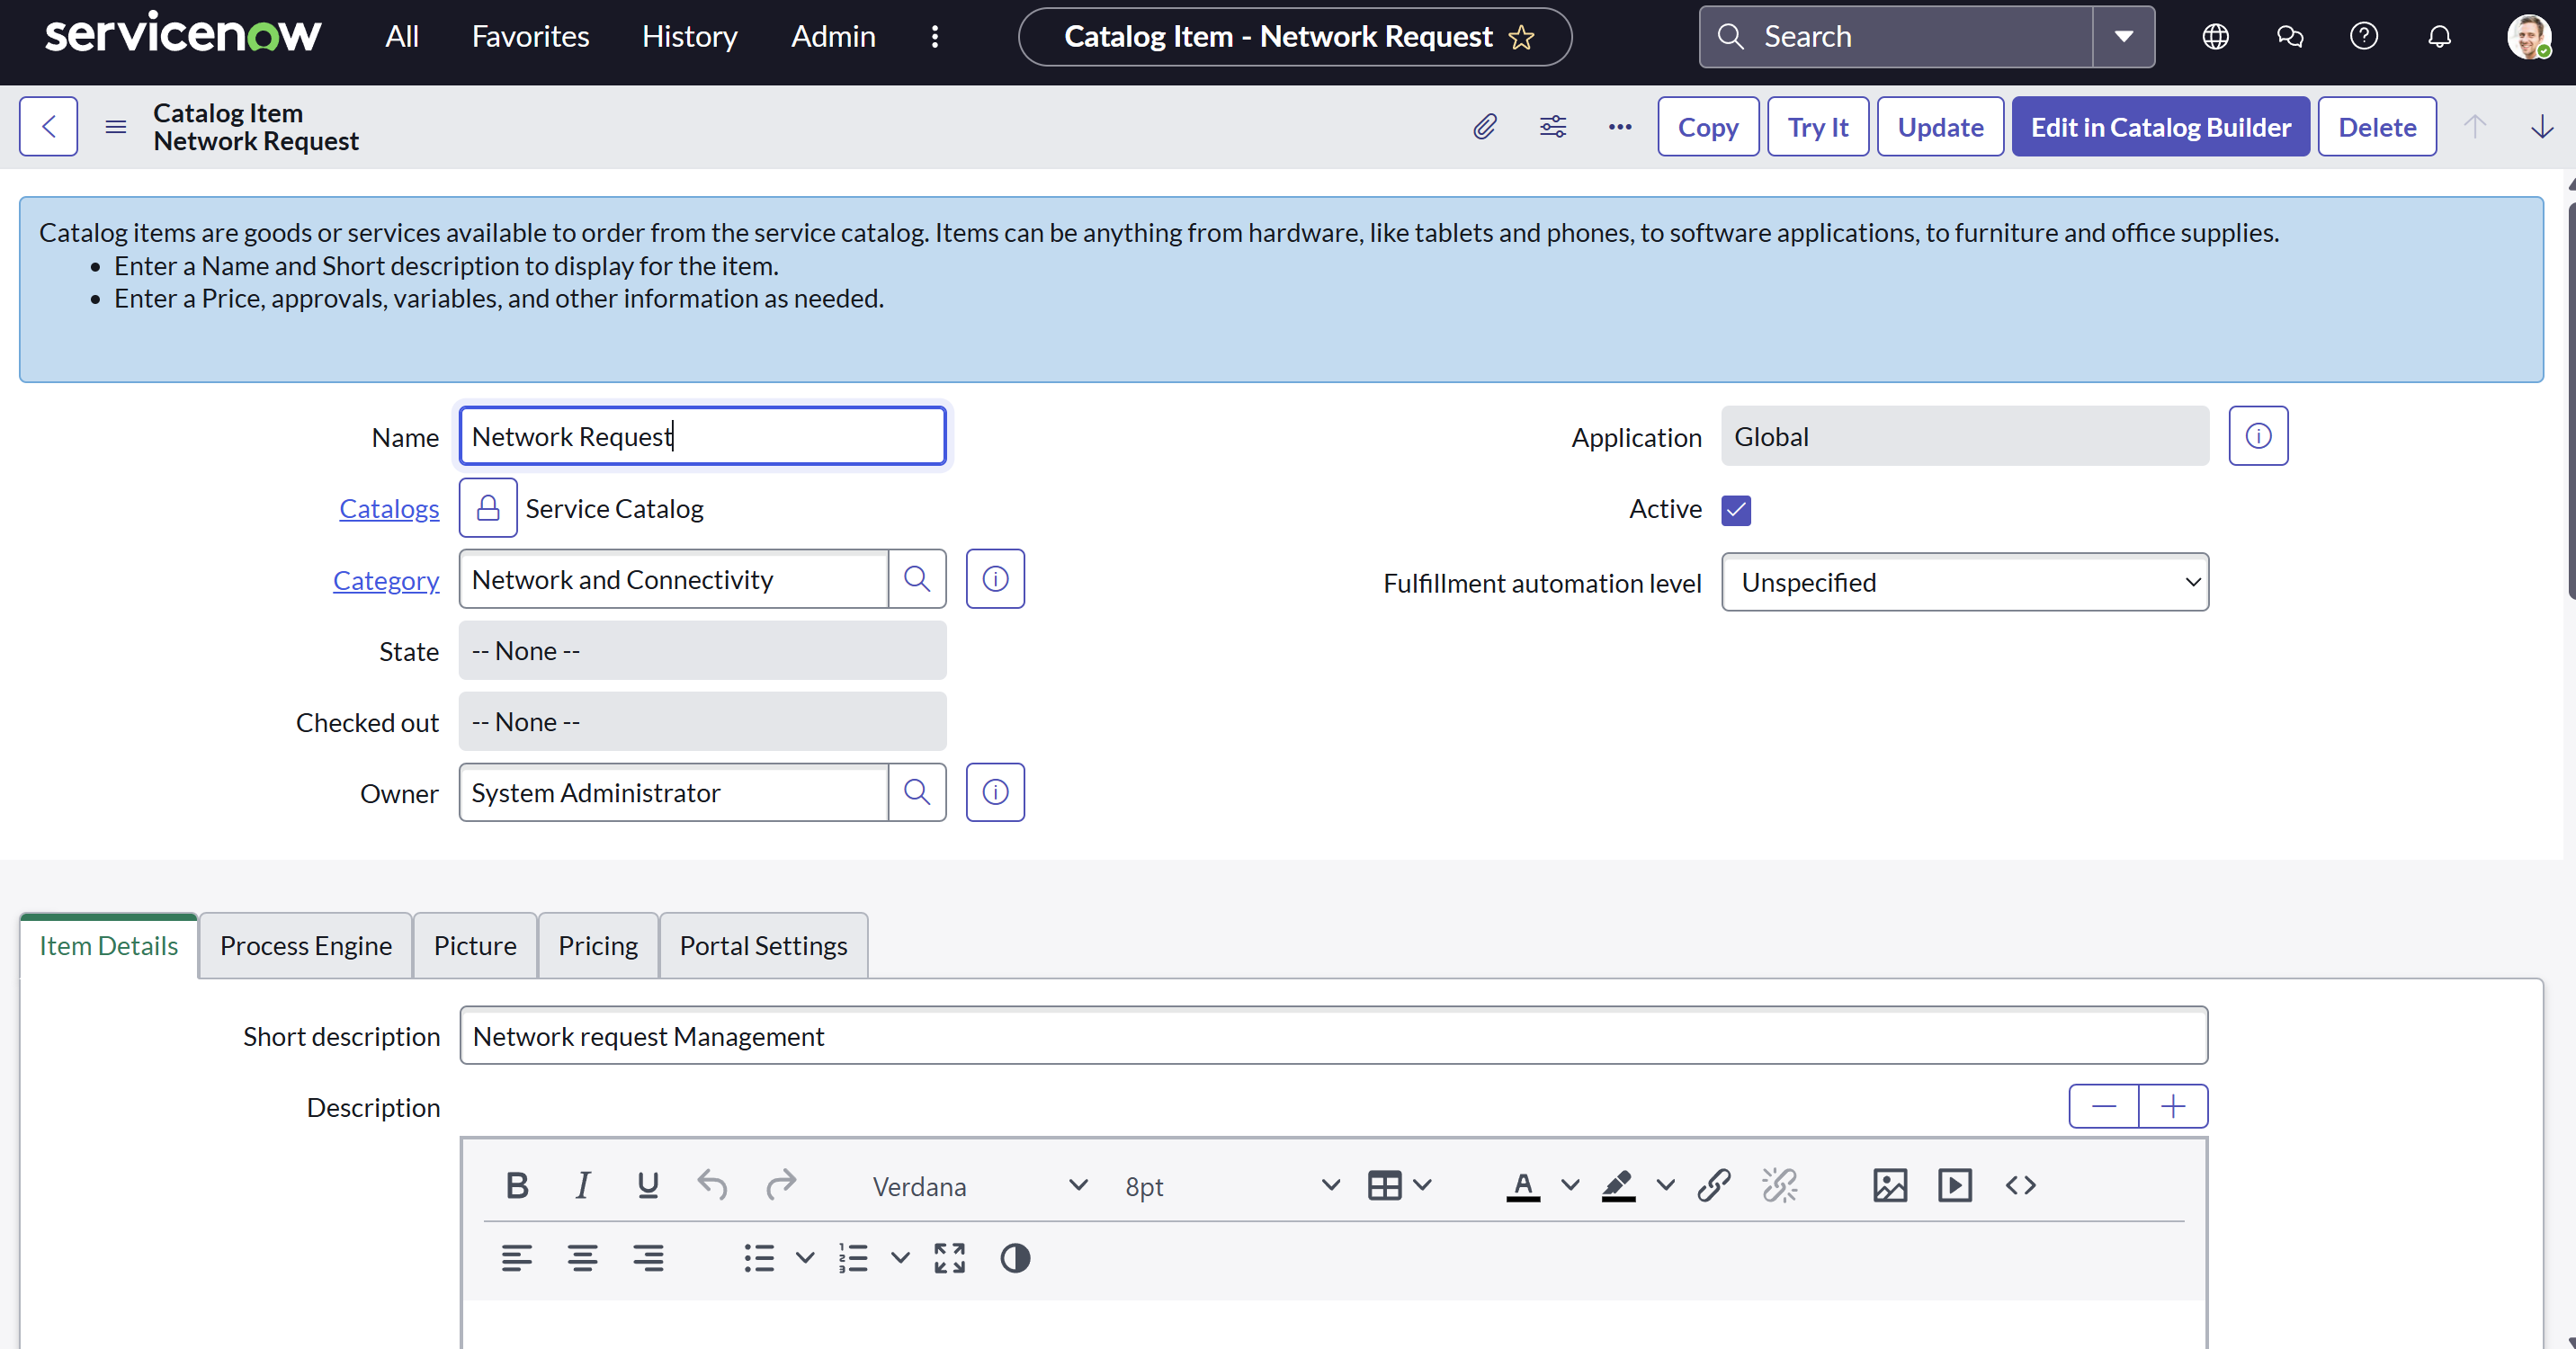 servicenow All Favorites History Admin Catalog Item - Network Request Search
Catalog Item
Network Request
Copy Try It Update Edit in Catalog Builder Delete
Catalog items are goods or services available to order from the service catalog. Items can be anything from hardware, like tablets and phones, to software applications, to furniture and office supplies.
• Enter a Name and Short description to display for the item.
• Enter a Price, approvals, variables, and other information as needed.
Name Network Request
Application Global
Catalogs Service Catalog
Active
Category Network and Connectivity
Fulfillment automation level Unspecified
State -- None --
Checked out -- None --
Owner System Administrator
Item Details Process Engine Picture Pricing Portal Settings
Short description Network request Management
Description
B I U Verdana 8pt A